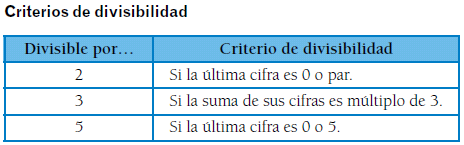 Criterios de divisibilidad
Divisible por… Criterio de divisibilidad
2 Si la última cifra es 0 o par.
3 Si la suma de sus cifras es múltiplo de 3.
5 Si la última cifra es 0 o 5.